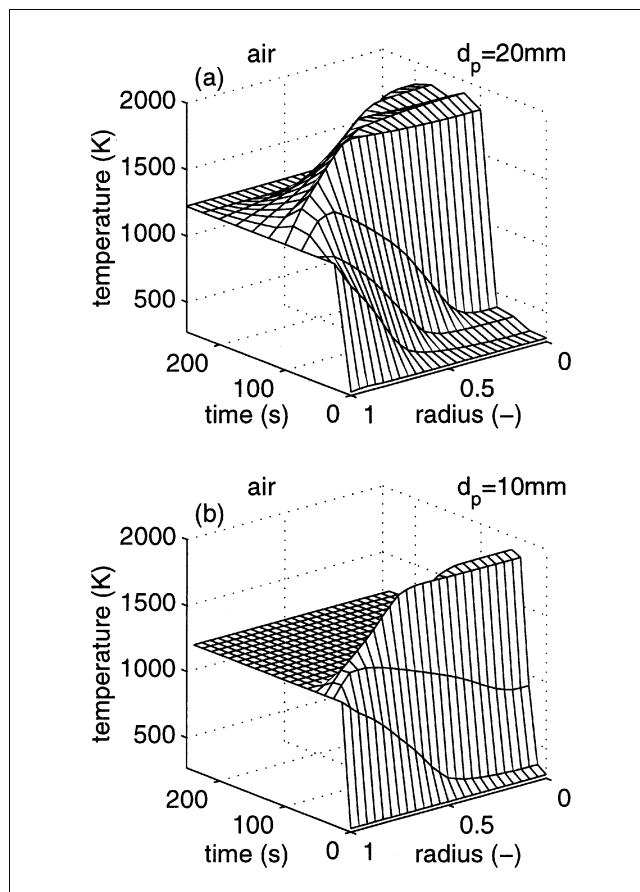 air d_p=20mm
(a)
2000
1500
1000
500
temperature (K)
200
100
0
time (s)
1
0.5
0
radius (–)
air d_p=10mm
(b)
2000
1500
1000
500
temperature (K)
200
100
0
time (s)
1
0.5
0
radius (–)